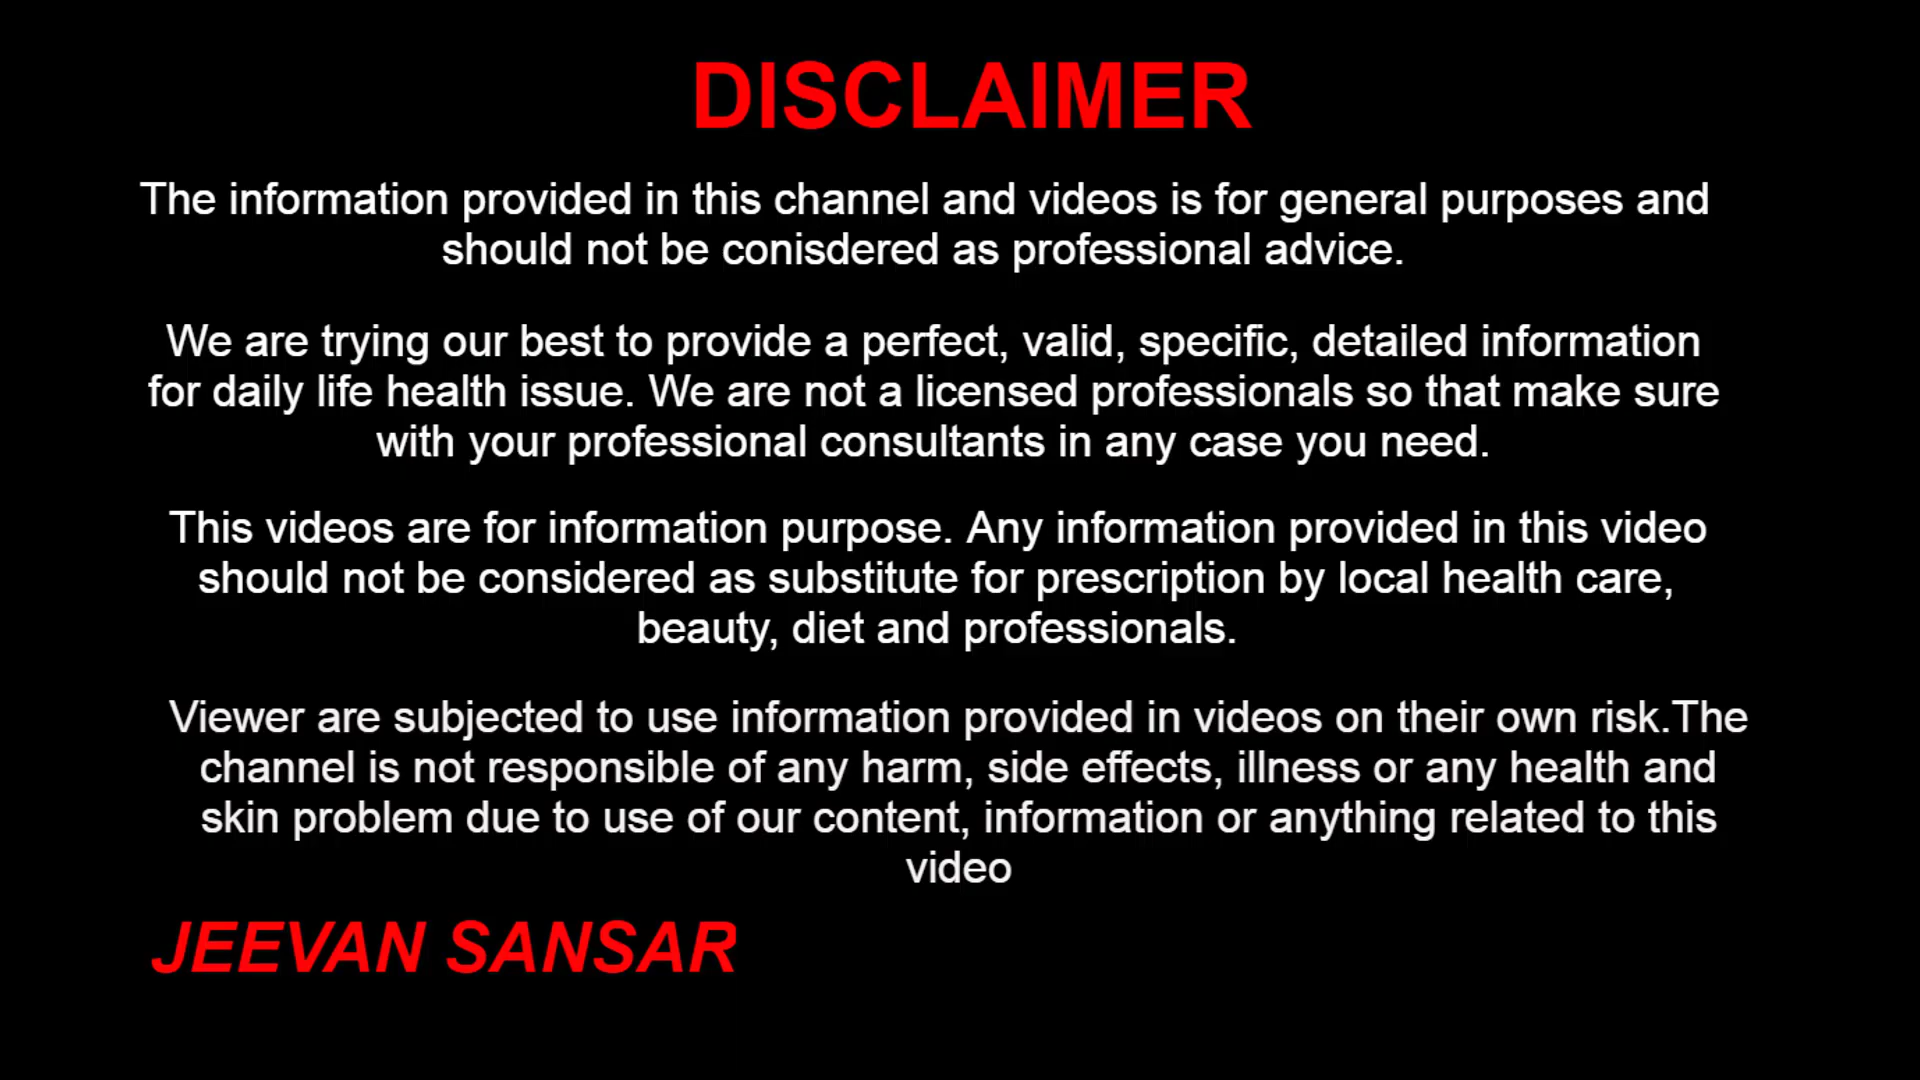 DISCLAIMER
The information provided in this channel and videos is for general purposes and
should not be conisdered as professional advice.
We are trying our best to provide a perfect, valid, specific, detailed information
for daily life health issue. We are not a licensed professionals so that make sure
with your professional consultants in any case you need.
This videos are for information purpose. Any information provided in this video
should not be considered as substitute for prescription by local health care,
beauty, diet and professionals.
Viewer are subjected to use information provided in videos on their own risk.The
channel is not responsible of any harm, side effects, illness or any health and
skin problem due to use of our content, information or anything related to this
video
JEEVAN SANSAR